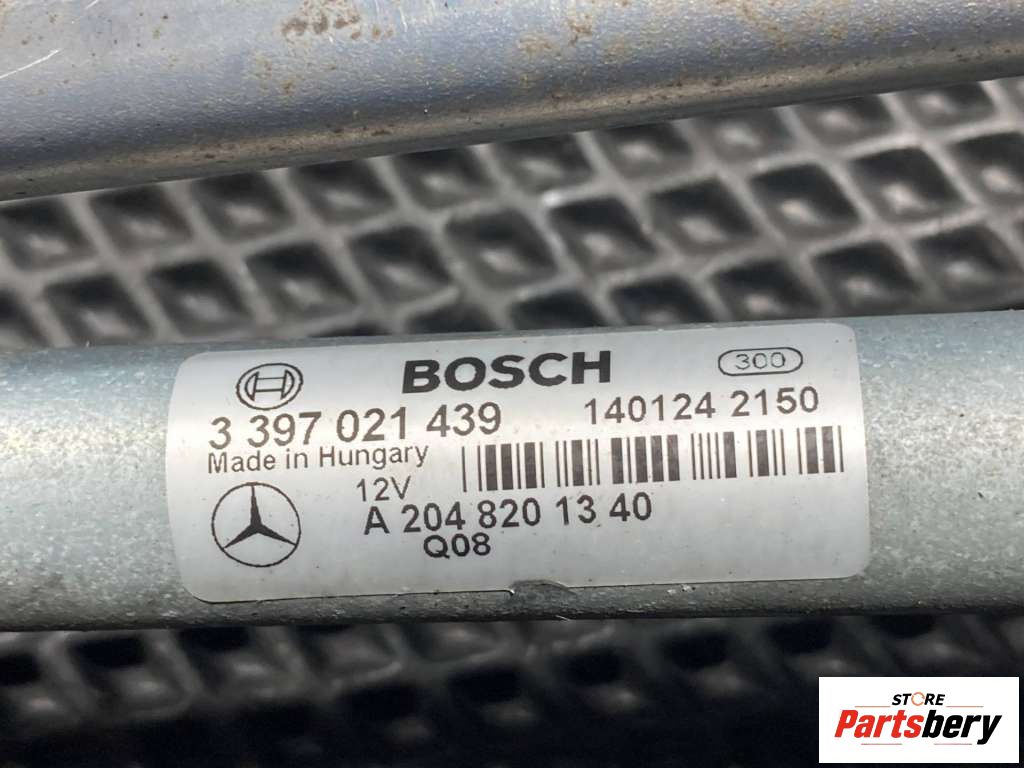 BOSCH
300
3 397 021 439
140124 2150
Made in Hungary
12V
A 204 820 13 40
Q08
STORE
Partsbery